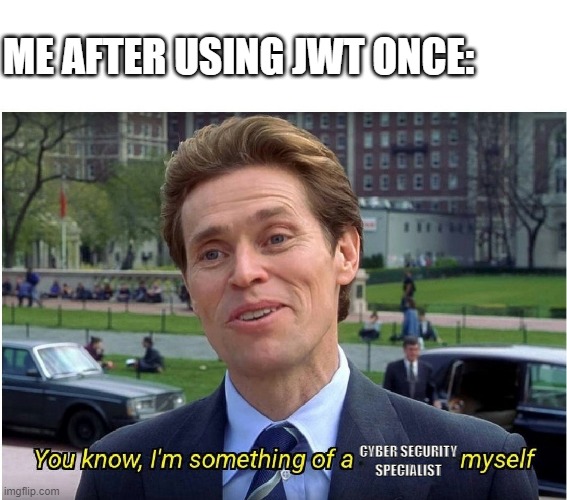 ME AFTER USING JWT ONCE:
You know, I'm something of a CYBER SECURITY SPECIALIST myself
imgflip.com